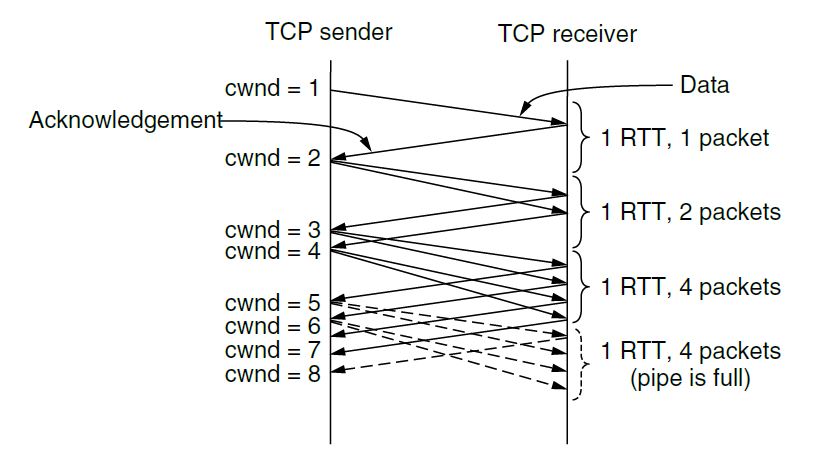 TCP sender
TCP receiver
cwnd = 1
Data
Acknowledgement
1 RTT, 1 packet
cwnd = 2
1 RTT, 2 packets
cwnd = 3
cwnd = 4
1 RTT, 4 packets
cwnd = 5
cwnd = 6
cwnd = 7
cwnd = 8
1 RTT, 4 packets
(pipe is full)